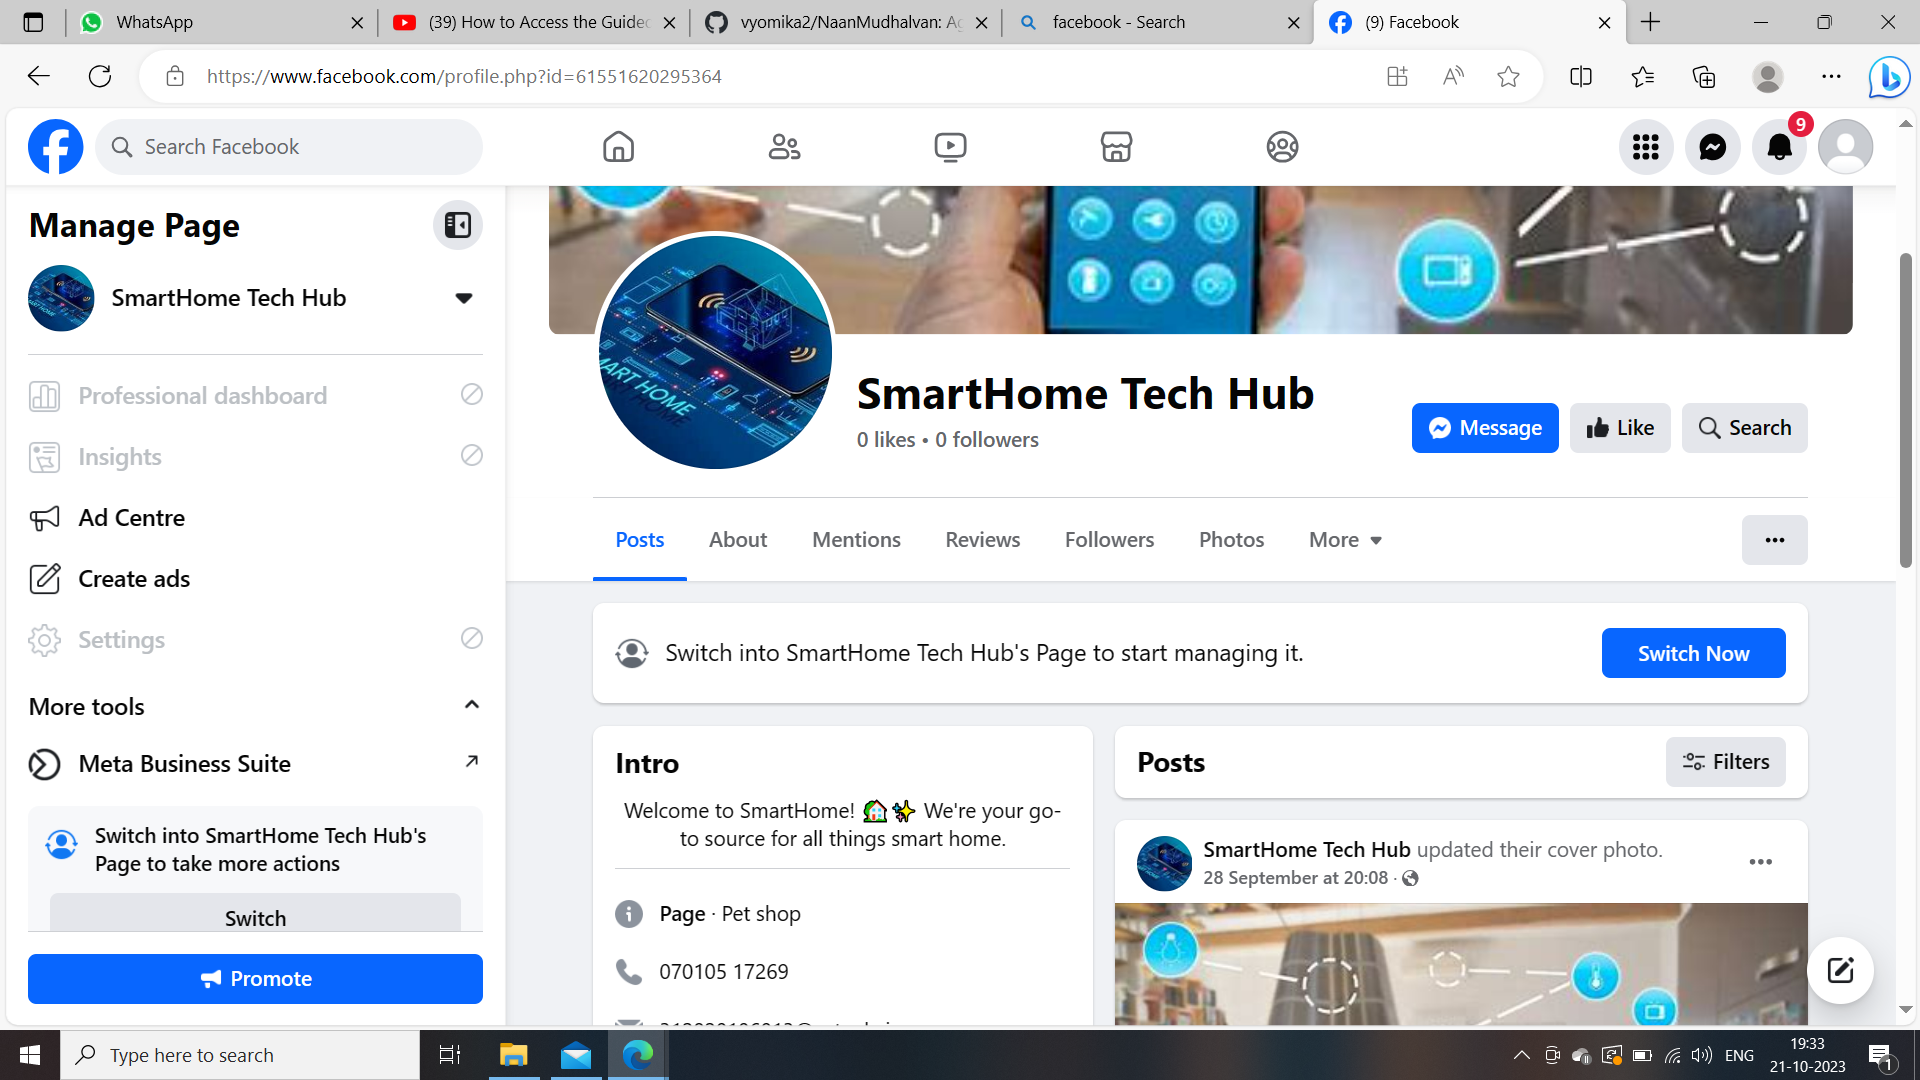 WhatsApp
(39) How to Access the Guided
vyomika2/NaanMudhalvan: Ag
facebook - Search
(9) Facebook
https://www.facebook.com/profile.php?id=61551620295364
Search Facebook
9
Manage Page
SmartHome Tech Hub
Professional dashboard
Insights
Ad Centre
Create ads
Settings
More tools
Meta Business Suite
Switch into SmartHome Tech Hub's
Page to take more actions
Switch
Promote
SMART HOME
SmartHome Tech Hub
0 likes • 0 followers
Message
Like
Search
Posts
About
Mentions
Reviews
Followers
Photos
More
Switch into SmartHome Tech Hub's Page to start managing it.
Switch Now
Intro
Welcome to SmartHome! 🏡✨ We're your go-
to source for all things smart home.
Page · Pet shop
070105 17269
Posts
Filters
SmartHome Tech Hub updated their cover photo.
28 September at 20:08 ·
Type here to search
ENG
19:33
21-10-2023
1